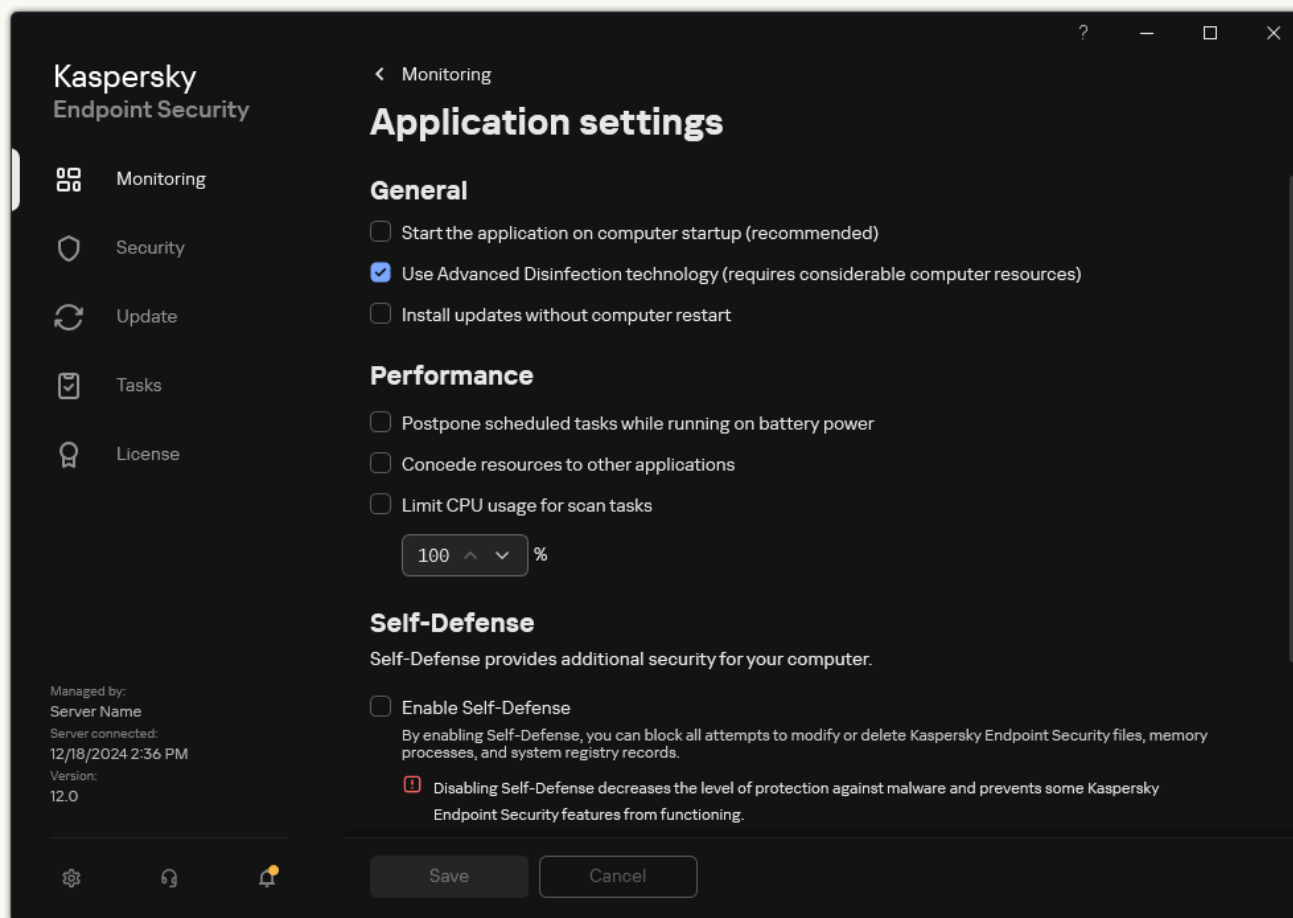 ?
Kaspersky
Endpoint Security
Monitoring
Security
Update
Tasks
License
Managed by:
Server Name
Server connected:
12/18/2024 2:36 PM
Version:
12.0
Monitoring
Application settings
General
Start the application on computer startup (recommended)
Use Advanced Disinfection technology (requires considerable computer resources)
Install updates without computer restart
Performance
Postpone scheduled tasks while running on battery power
Concede resources to other applications
Limit CPU usage for scan tasks
100 %
Self-Defense
Self-Defense provides additional security for your computer.
Enable Self-Defense
By enabling Self-Defense, you can block all attempts to modify or delete Kaspersky Endpoint Security files, memory
processes, and system registry records.
Disabling Self-Defense decreases the level of protection against malware and prevents some Kaspersky
Endpoint Security features from functioning.
Save
Cancel